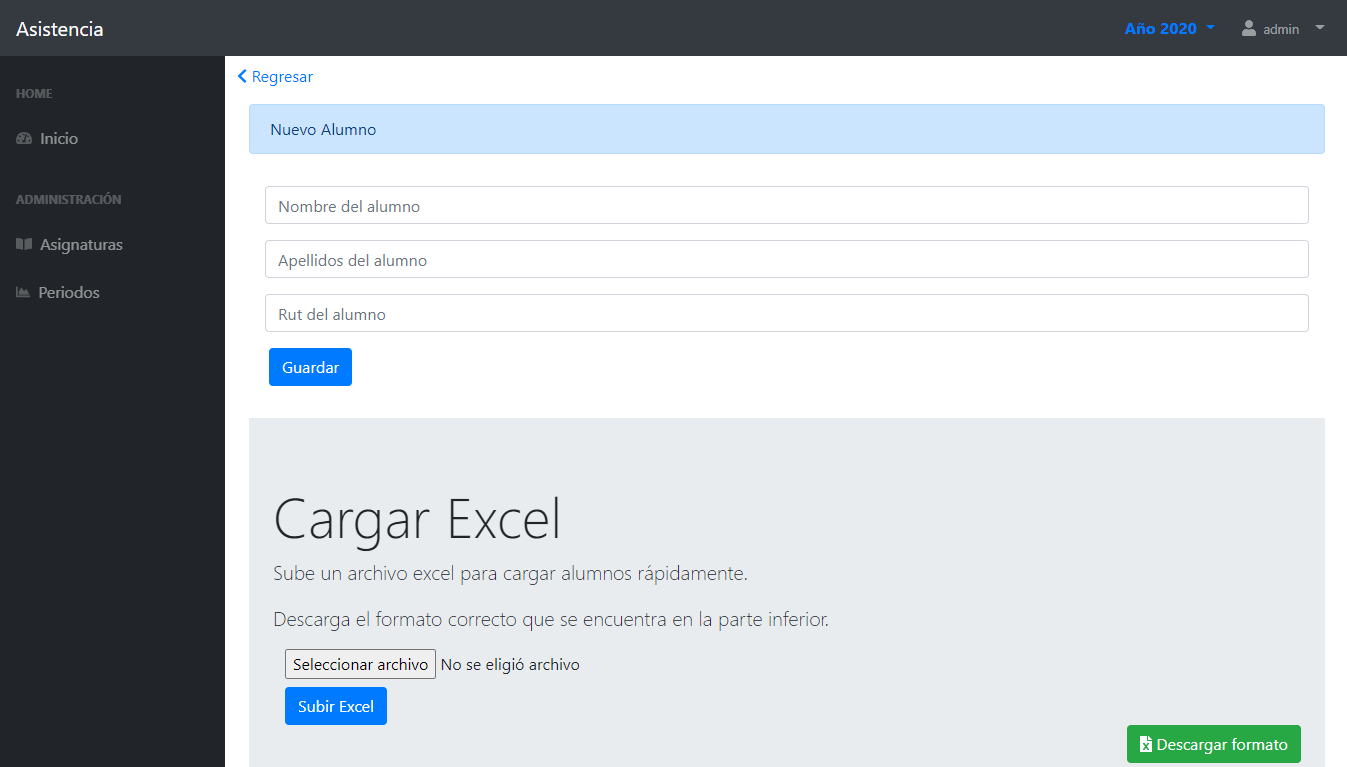 Asistencia
Año 2020
admin
HOME
Inicio
ADMINISTRACIÓN
Asignaturas
Periodos
Regresar
Nuevo Alumno
Nombre del alumno
Apellidos del alumno
Rut del alumno
Guardar
Cargar Excel
Sube un archivo excel para cargar alumnos rápidamente.
Descarga el formato correcto que se encuentra en la parte inferior.
Seleccionar archivo No se eligió archivo
Subir Excel
Descargar formato